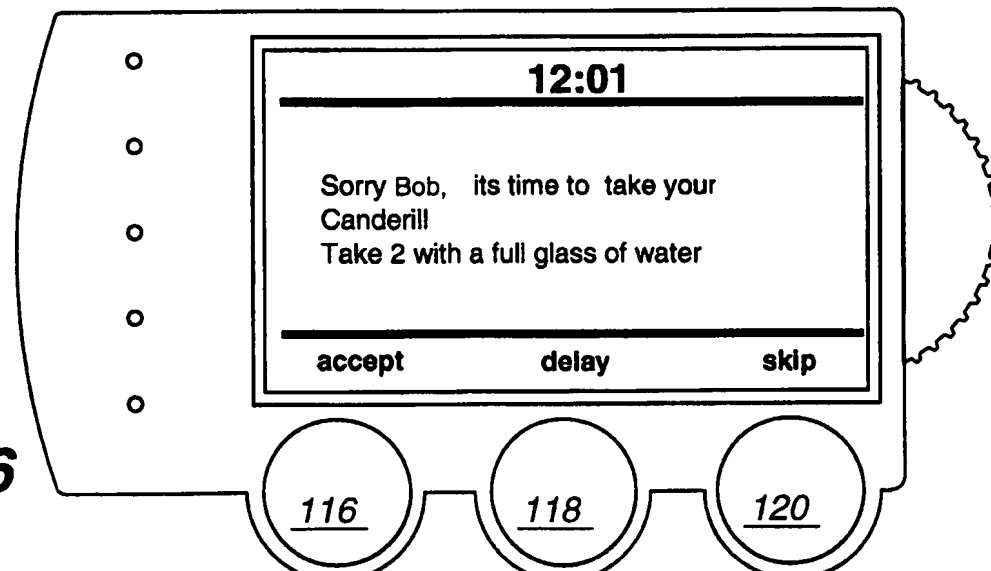 12:01
Sorry Bob, its time to take your
Canderill
Take 2 with a full glass of water
accept delay skip
6
116 118 120